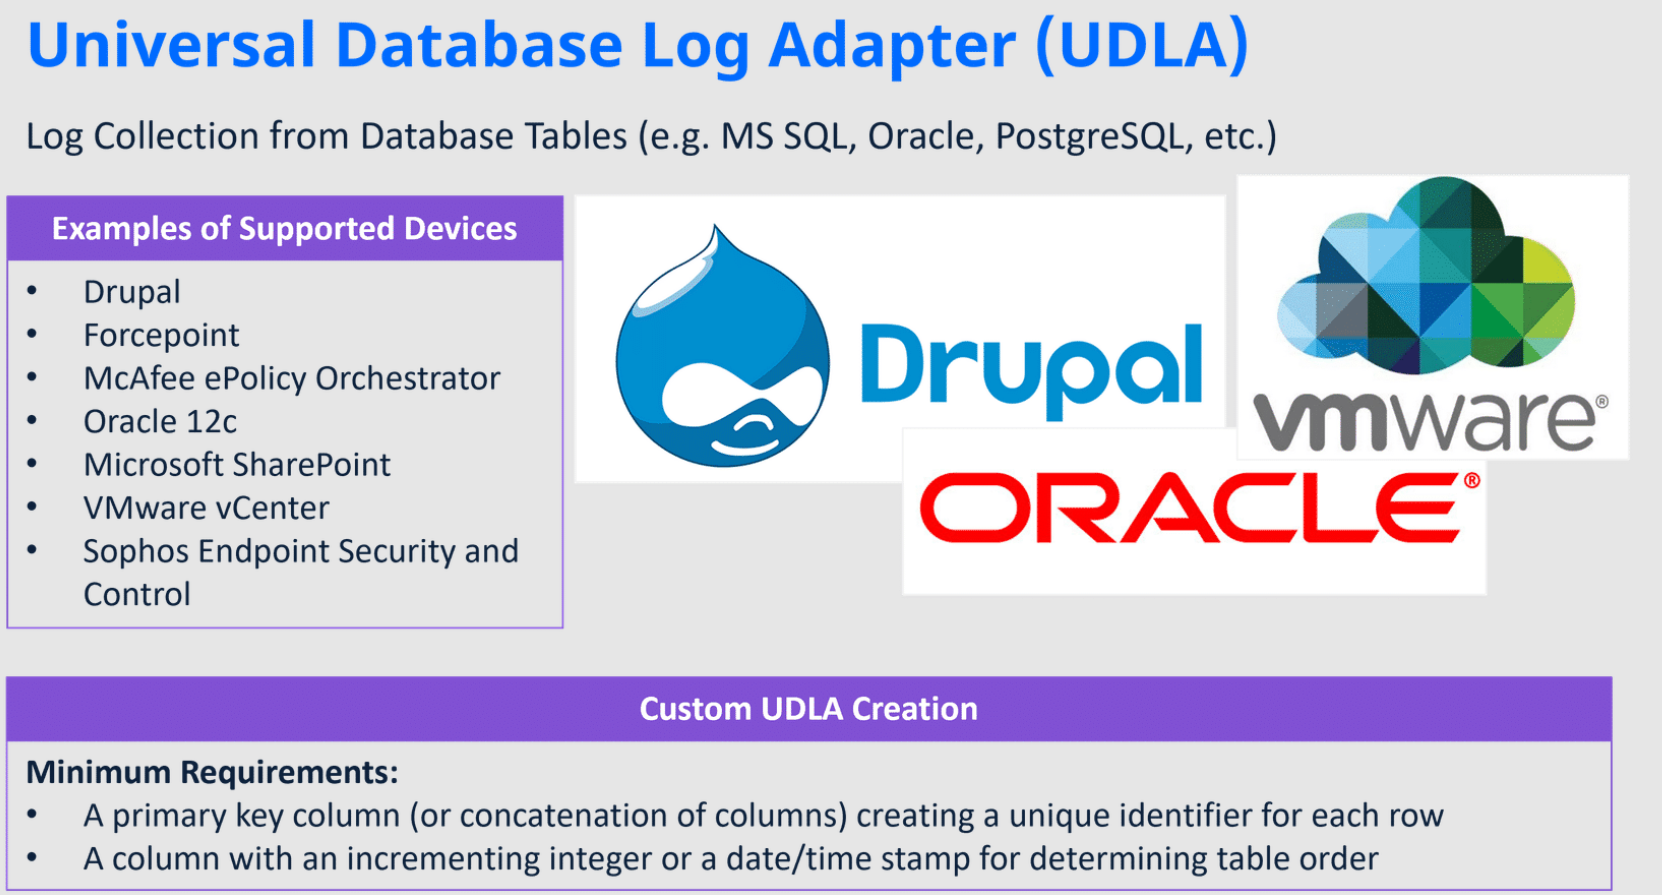 Universal Database Log Adapter (UDLA)
Log Collection from Database Tables (e.g. MS SQL, Oracle, PostgreSQL, etc.)
Examples of Supported Devices
• Drupal
• Forcepoint
• McAfee ePolicy Orchestrator
• Oracle 12c
• Microsoft SharePoint
• VMware vCenter
• Sophos Endpoint Security and
Control
Drupal
vmware®
ORACLE®
Custom UDLA Creation
Minimum Requirements:
• A primary key column (or concatenation of columns) creating a unique identifier for each row
• A column with an incrementing integer or a date/time stamp for determining table order